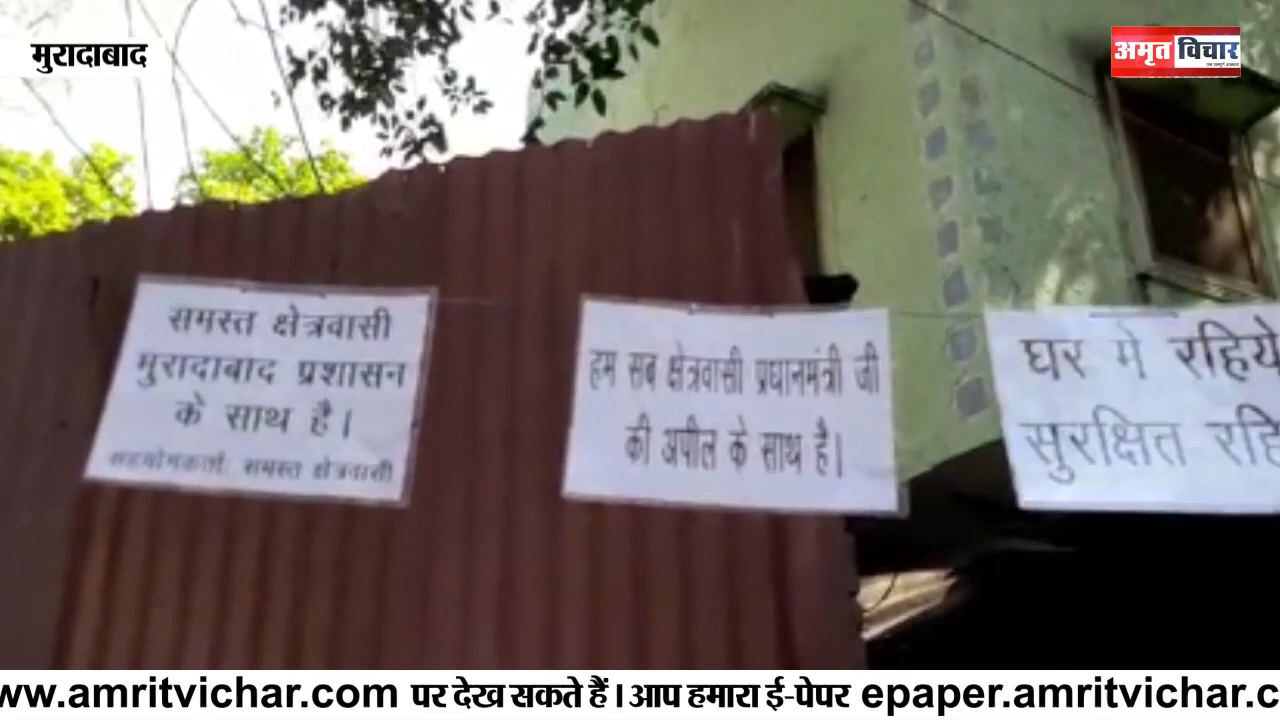 मुरादाबाद
अमृत विचार
समस्त क्षेत्रवासी
मुरादाबाद प्रशासन
के साथ है।
सहयोगकर्ता: समस्त क्षेत्रवासी
हम सब क्षेत्रवासी प्रधानमंत्री जी
की अपील के साथ है।
घर में रहिये
सुरक्षित रहि
ww.amritvichar.com पर देख सकते हैं। आप हमारा ई-पेपर epaper.amritvichar.c